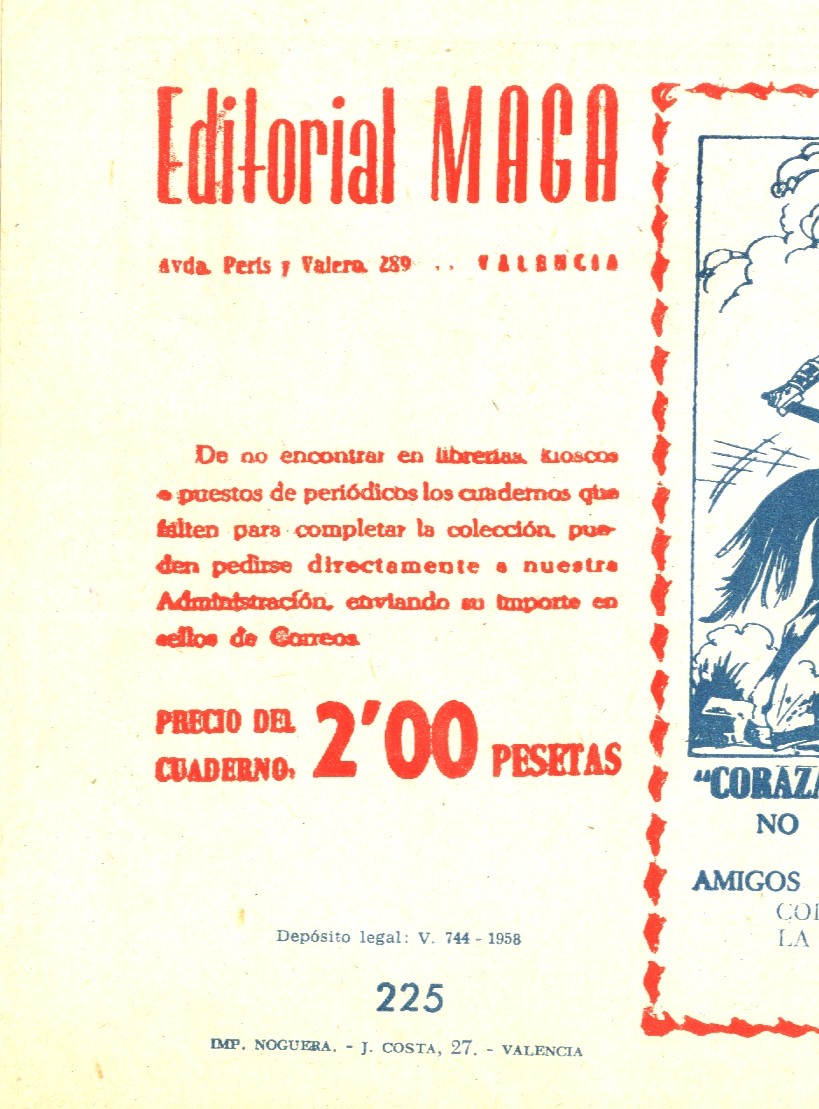 Editorial MAGA
Avda. Peris y Valero, 289 .. VALENCIA
De no encontrar en librerías, kioscos
o puestos de periódicos los cuadernos que
falten para completar la colección, pue-
den pedirse directamente a nuestra
Administración, enviando su importe en
sellos de Correos.
PRECIO DEL
CUADERNO: 2'00 PESETAS
Depósito legal: V. 744 - 1958
225
IMP. NOGUERA. - J. COSTA, 27. - VALENCIA
"CORAZA
NO
AMIGOS
COL
LA